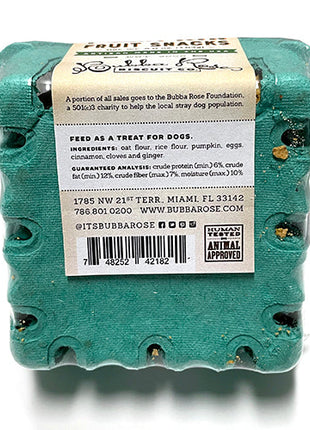 FRUIT SNACKS
Bubba Rose
BISCUIT CO.
A portion of all sales goes to the Bubba Rose Foundation,
a 501(c)3 charity to help the local stray dog population.
FEED AS A TREAT FOR DOGS.
INGREDIENTS: oat flour, rice flour, pumpkin, eggs,
cinnamon, cloves and ginger.
GUARANTEED ANALYSIS: crude protein (min.) 6%, crude
fat (min.) 12%, crude fiber (max.) 7%, moisture (max.) 10%
1785 NW 21ST TERR., MIAMI, FL 33142
786.801.0200 WWW.BUBBAROSE.COM
@ITSBUBBAROSE
HUMAN
TESTED
ANIMAL
APPROVED
7 48252 42182